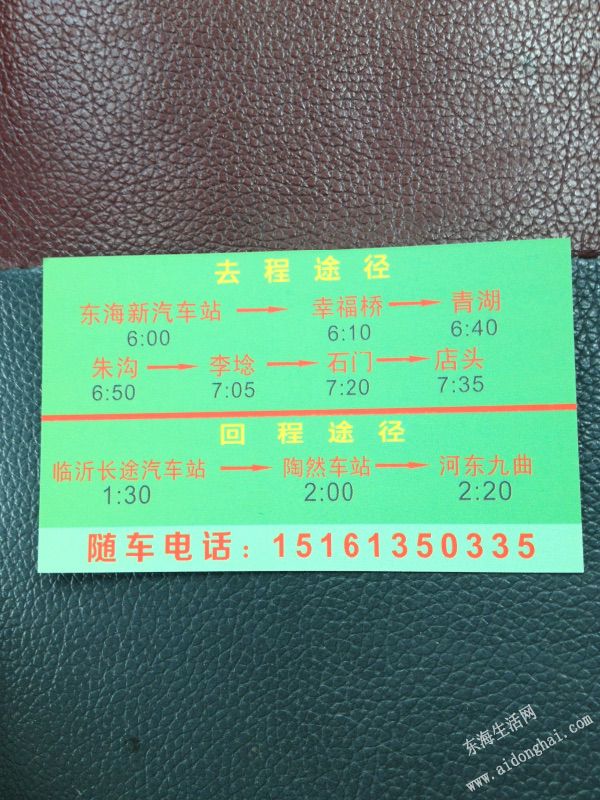 去程途径
东海新汽车站 → 幸福桥 → 青湖
6:00 6:10 6:40
朱沟 → 李埝 → 石门 → 店头
6:50 7:05 7:20 7:35
回程途径
临沂长途汽车站 → 陶然车站 → 河东九曲
1:30 2:00 2:20
随车电话：15161350335
东海生活网
www.aidonghai.com